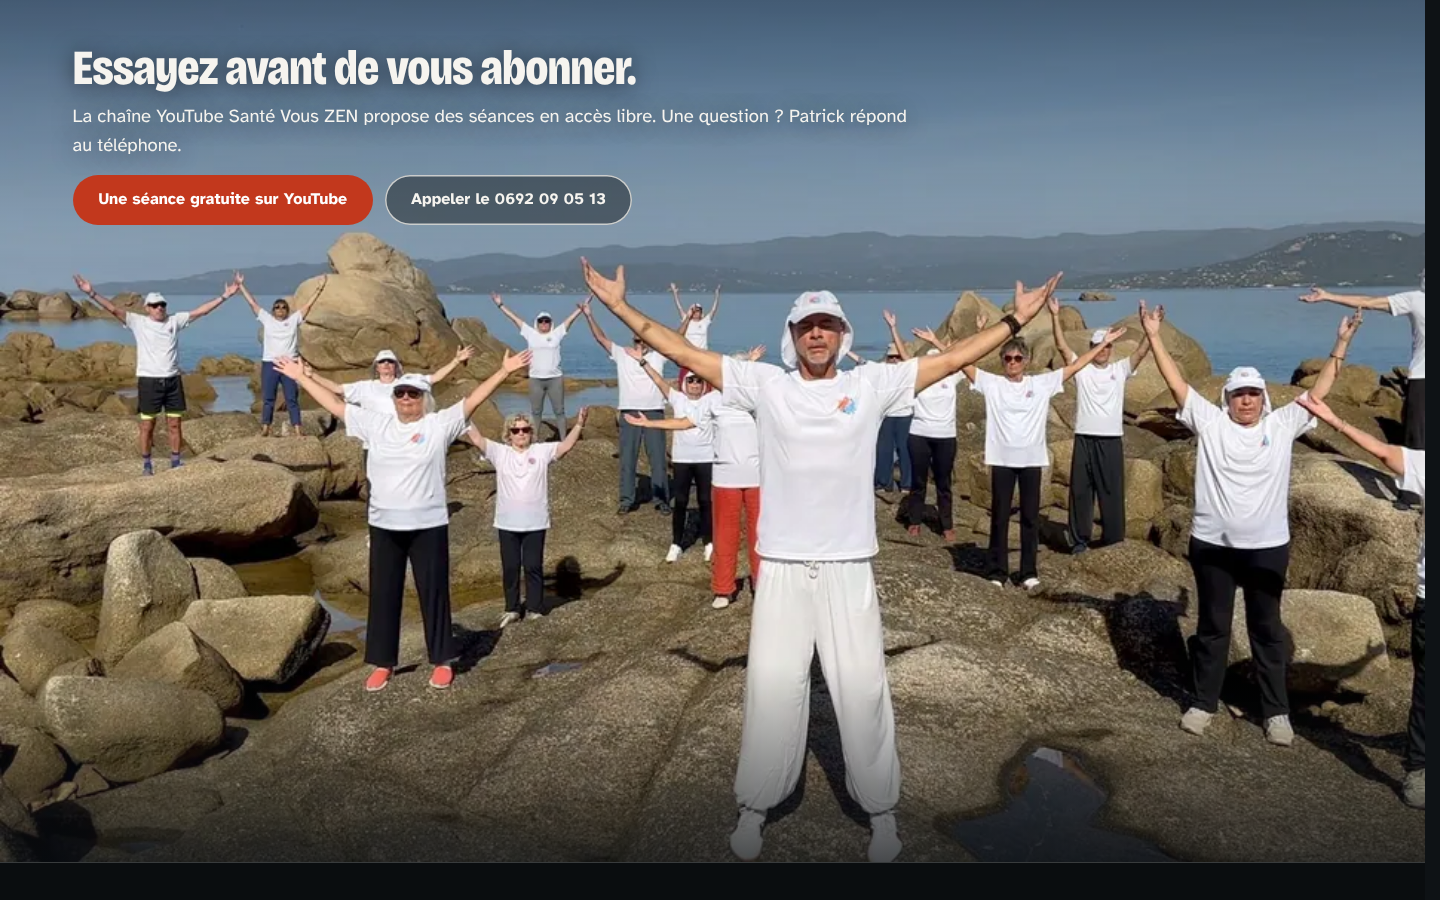 Essayez avant de vous abonner.
La chaîne YouTube Santé Vous ZEN propose des séances en accès libre. Une question ? Patrick répond
au téléphone.
Une séance gratuite sur YouTube
Appeler le 0692 09 05 13